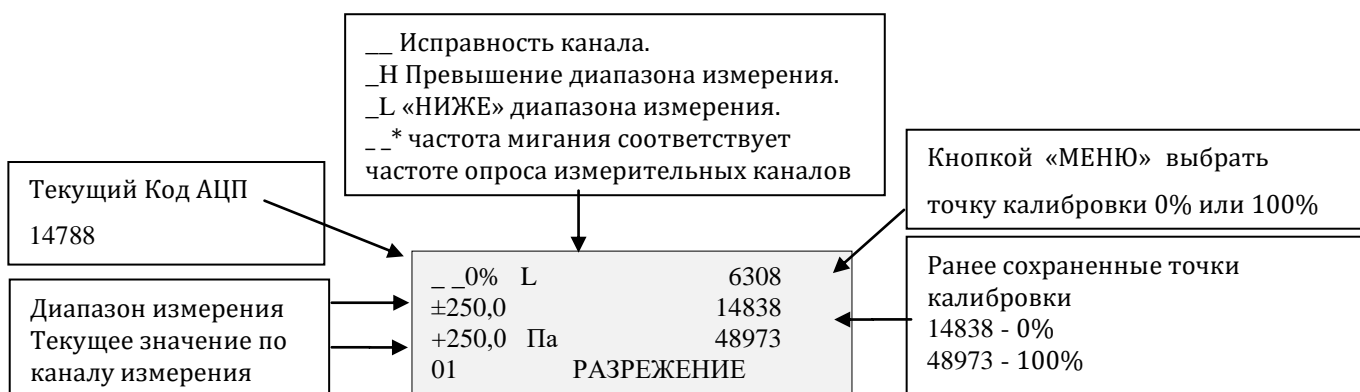 __ Исправность канала.
_H Превышение диапазона измерения.
_L «НИЖЕ» диапазона измерения.
_ _* частота мигания соответствует
частоте опроса измерительных каналов
Текущий Код АЦП
14788
Кнопкой «МЕНЮ» выбрать
точку калибровки 0% или 100%
Диапазон измерения
Текущее значение по
каналу измерения
_ _0% L 6308
±250,0 14838
+250,0 Па 48973
01 РАЗРЕЖЕНИЕ
Ранее сохраненные точки
калибровки
14838 - 0%
48973 - 100%